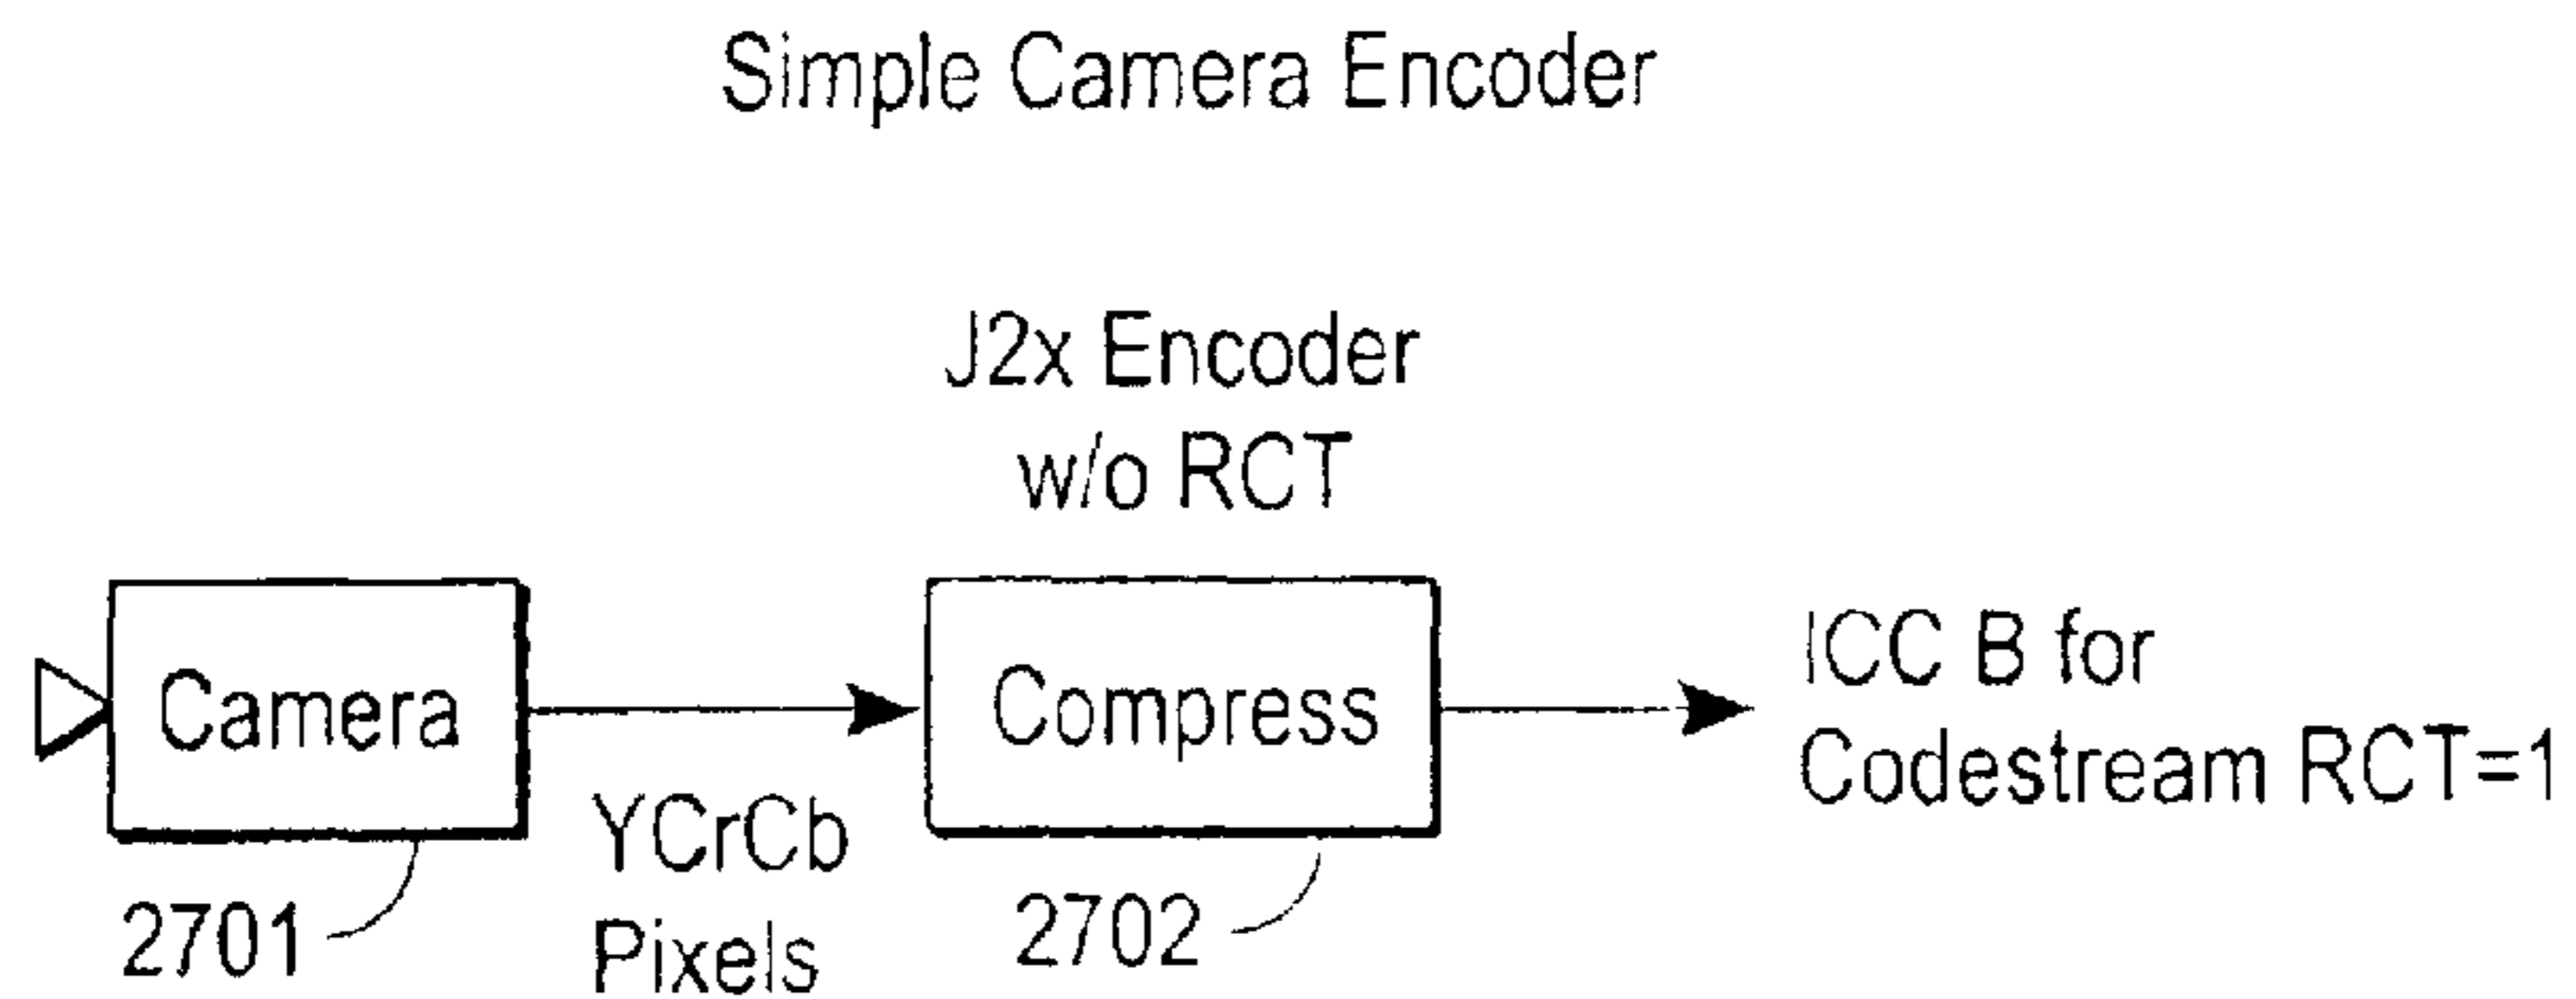 Simple Camera Encoder
J2x Encoder
w/o RCT
Camera
Compress
ICC B for
Codestream RCT=1
YCrCb
Pixels
2701
2702